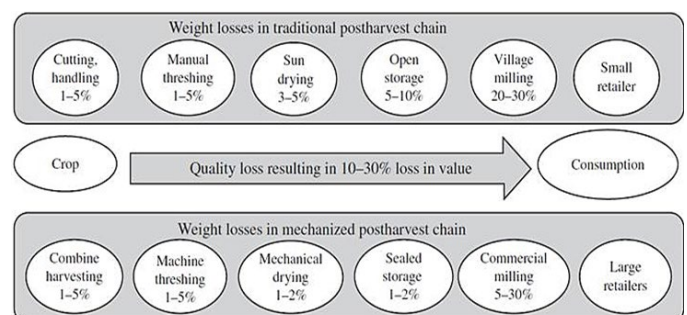 Weight losses in traditional postharvest chain
Cutting,
handling
1–5%
Manual
threshing
1–5%
Sun
drying
3–5%
Open
storage
5–10%
Village
milling
20–30%
Small
retailer
Crop
Quality loss resulting in 10–30% loss in value
Consumption
Weight losses in mechanized postharvest chain
Combine
harvesting
1–5%
Machine
threshing
1–5%
Mechanical
drying
1–2%
Sealed
storage
1–2%
Commercial
milling
5–30%
Large
retailers